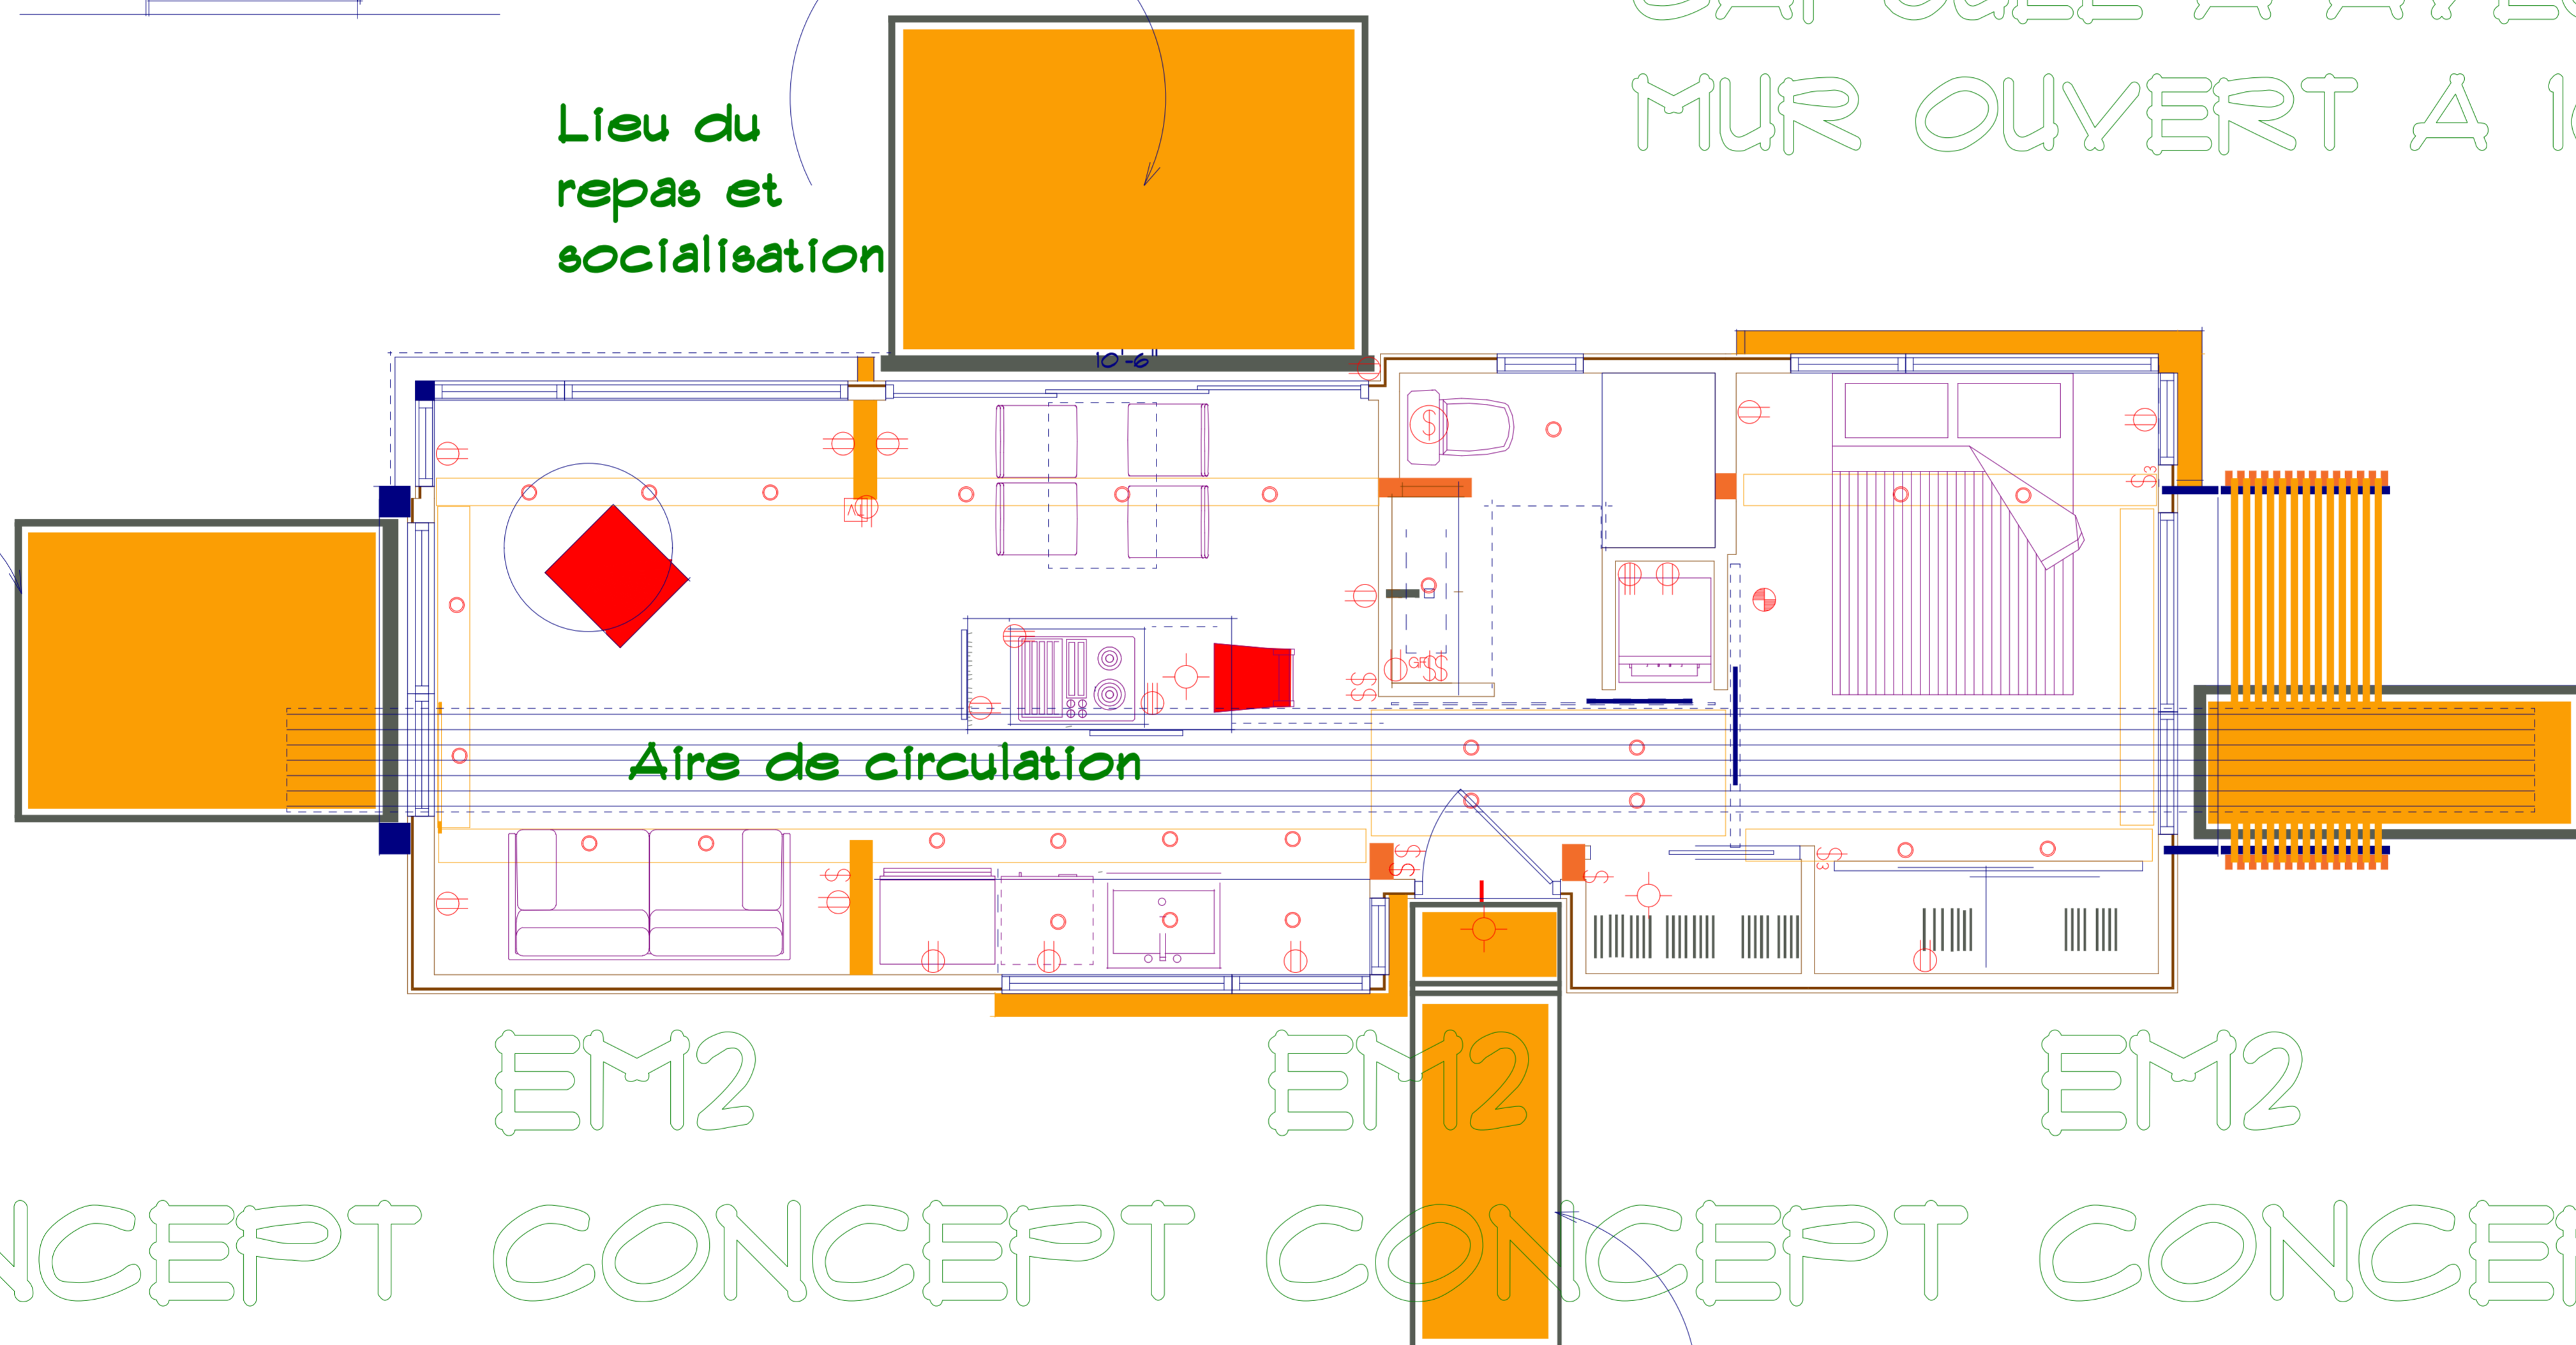 MUR OUVERT A
Lieu du
repas et
socialisation
10'-6"
Aire de circulation
EM2 EM2 EM2
CONCEPT CONCEPT